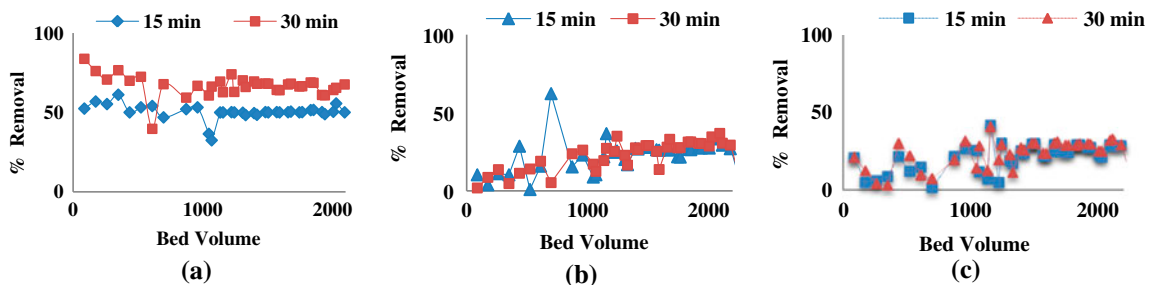 15 min 30 min
100
50
0
% Removal
0 1000 2000
Bed Volume
(a)
15 min 30 min
100
50
0
% Removal
0 1000 2000
Bed Volume
(b)
15 min 30 min
100
50
0
% Removal
0 1000 2000
Bed Volume
(c)